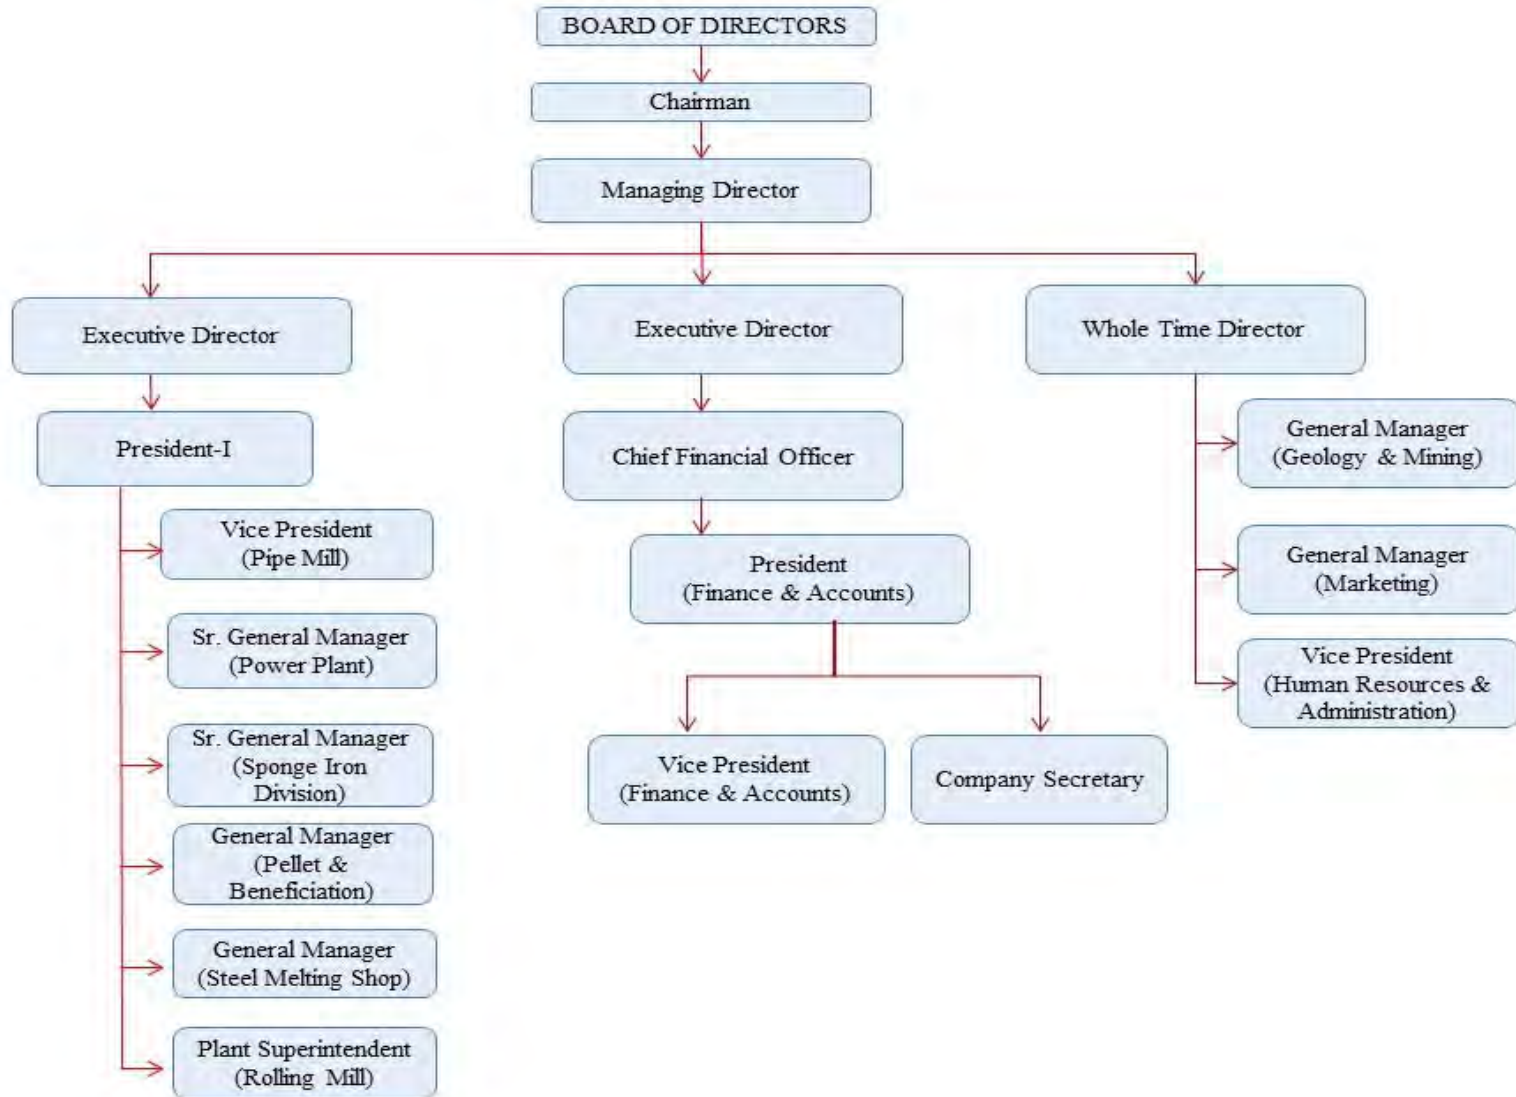 BOARD OF DIRECTORS
Chairman
Managing Director
Executive Director
Executive Director
Whole Time Director
President-I
Vice President
(Pipe Mill)
Sr. General Manager
(Power Plant)
Sr. General Manager
(Sponge Iron
Division)
General Manager
(Pellet &
Beneficiation)
General Manager
(Steel Melting Shop)
Plant Superintendent
(Rolling Mill)
Chief Financial Officer
President
(Finance & Accounts)
Vice President
(Finance & Accounts)
Company Secretary
General Manager
(Geology & Mining)
General Manager
(Marketing)
Vice President
(Human Resources &
Administration)